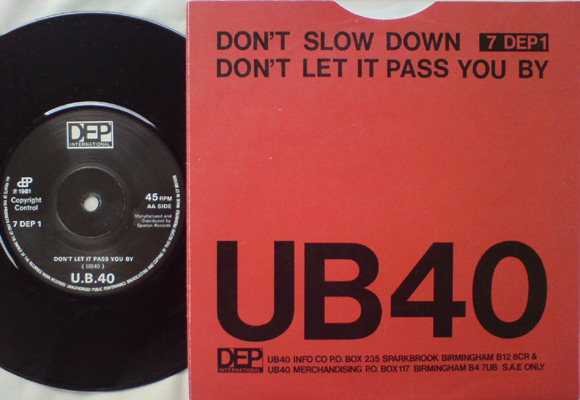 DEP
INTERNATIONAL
℗ 1981
Copyright
Control
7 DEP 1
45 RPM
AA SIDE
Manufactured and
Distributed by
Spartan Records
DON'T LET IT PASS YOU BY
( UB40 )
U.B.40
DON'T SLOW DOWN 7 DEP1
DON'T LET IT PASS YOU BY
UB40
DEP
INTERNATIONAL
UB40 INFO CO P.O. BOX 235 SPARKBROOK BIRMINGHAM B12 8CR &
UB40 MERCHANDISING P.O. BOX 117 BIRMINGHAM B4 7UB S.A.E ONLY